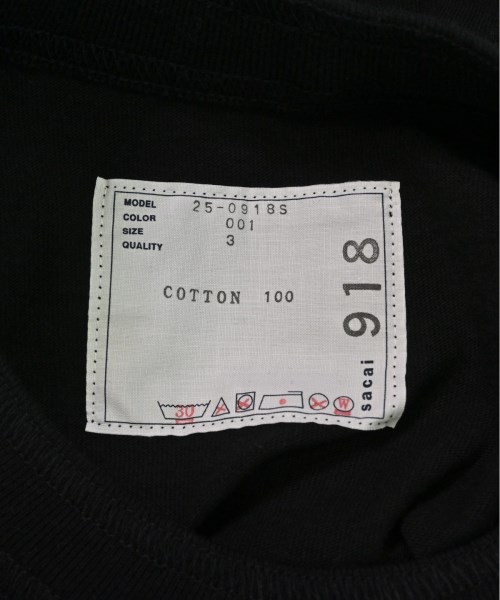 MODEL 25-0918S
COLOR 001
SIZE 3
QUALITY
COTTON 100
30
W
sacai 918